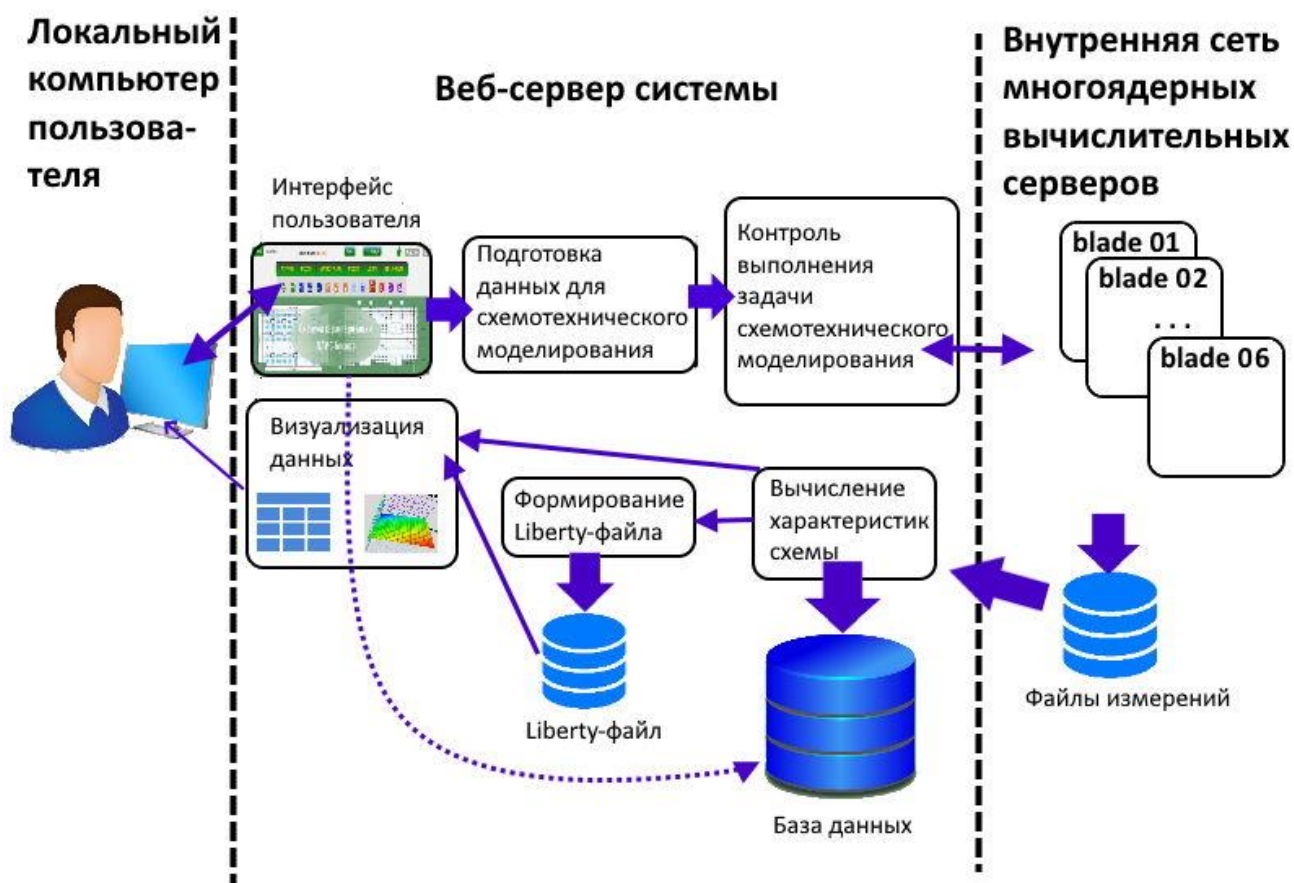 Локальный
компьютер
пользова-
теля
Веб-сервер системы
Внутренняя сеть
многоядерных
вычислительных
серверов
Интерфейс
пользователя
Подготовка
данных для
схемотехнического
моделирования
Контроль
выполнения
задачи
схемотехнического
моделирования
blade 01
blade 02
...
blade 06
Визуализация
данных
Формирование
Liberty-файла
Вычисление
характеристик
схемы
Liberty-файл
База данных
Файлы измерений